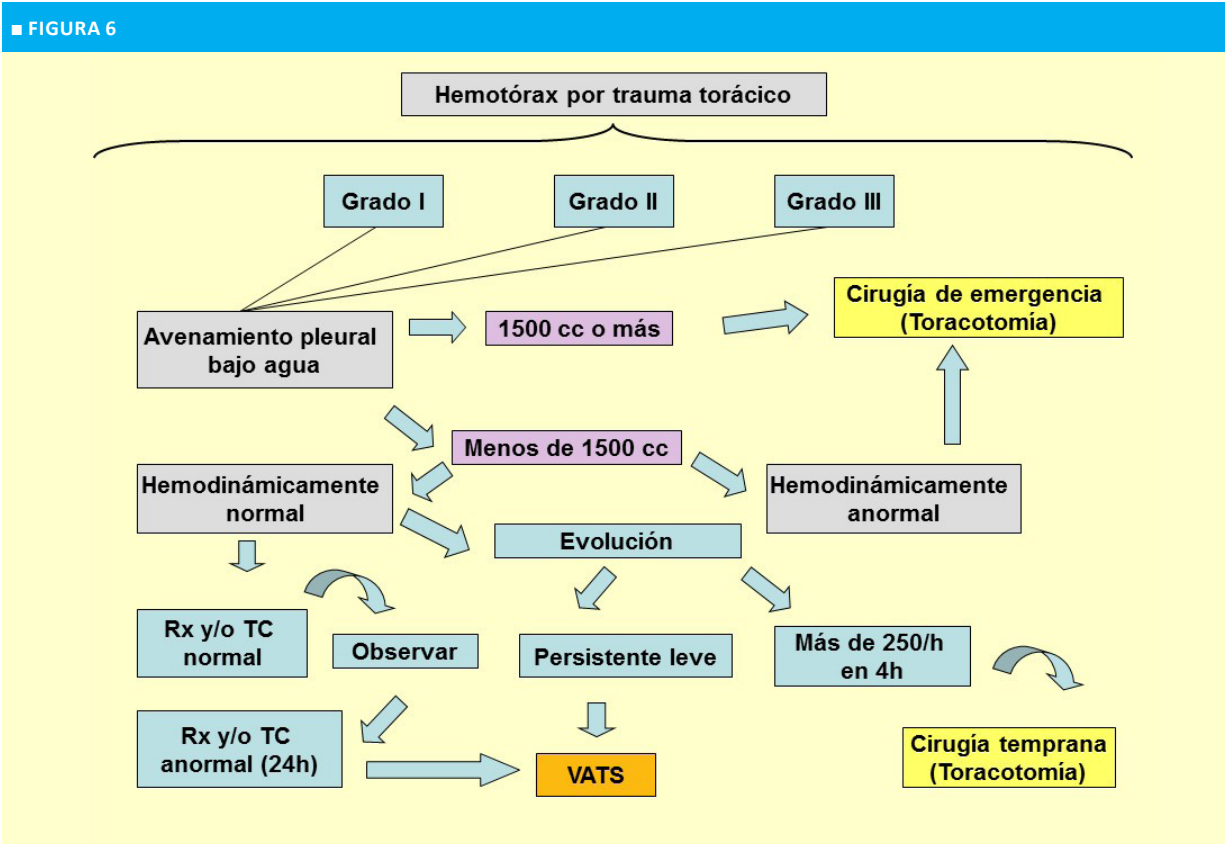 ■ FIGURA 6
Hemotórax por trauma torácico
Grado I
Grado II
Grado III
Avenamiento pleural
bajo agua
1500 cc o más
Cirugía de emergencia
(Toracotomía)
Menos de 1500 cc
Hemodinámicamente
normal
Hemodinámicamente
anormal
Evolución
Rx y/o TC
normal
Observar
Persistente leve
Más de 250/h
en 4h
Rx y/o TC
anormal (24h)
VATS
Cirugía temprana
(Toracotomía)